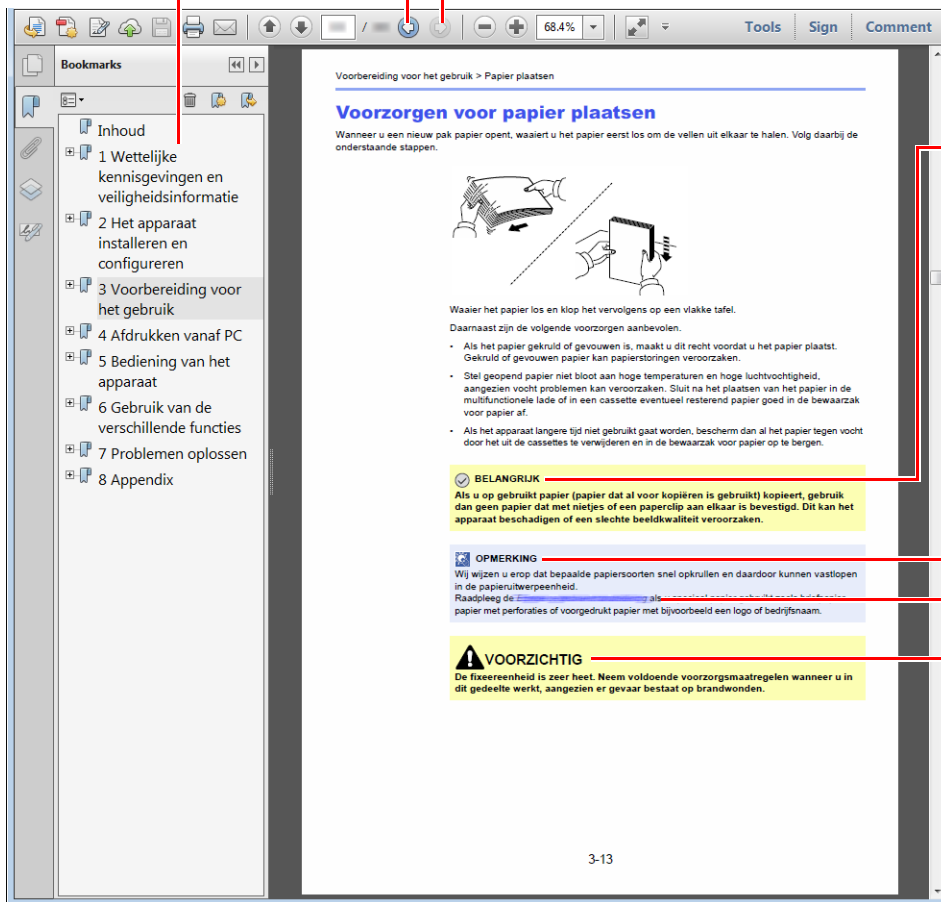 /
68.4%
Tools
Sign
Comment
Bookmarks
Inhoud
1 Wettelijke
kennisgevingen en
veiligheidsinformatie
2 Het apparaat
installeren en
configureren
3 Voorbereiding voor
het gebruik
4 Afdrukken vanaf PC
5 Bediening van het
apparaat
6 Gebruik van de
verschillende functies
7 Problemen oplossen
8 Appendix
Voorbereiding voor het gebruik > Papier plaatsen
Voorzorgen voor papier plaatsen
Wanneer u een nieuw pak papier opent, waaiert u het papier eerst los om de vellen uit elkaar te halen. Volg daarbij de
onderstaande stappen.
Waaier het papier los en klop het vervolgens op een vlakke tafel.
Daarnaast zijn de volgende voorzorgen aanbevolen.
• Als het papier gekruld of gevouwen is, maakt u dit recht voordat u het papier plaatst.
Gekruld of gevouwen papier kan papierstoringen veroorzaken.
• Stel geopend papier niet bloot aan hoge temperaturen en hoge luchtvochtigheid,
aangezien vocht problemen kan veroorzaken. Sluit na het plaatsen van het papier in de
multifunctionele lade of in een cassette eventueel resterend papier goed in de bewaarzak
voor papier af.
• Als het apparaat langere tijd niet gebruikt gaat worden, bescherm dan al het papier tegen vocht
door het uit de cassettes te verwijderen en in de bewaarzak voor papier op te bergen.
BELANGRIJK
Als u op gebruikt papier (papier dat al voor kopiëren is gebruikt) kopieert, gebruik
dan geen papier dat met nietjes of een paperclip aan elkaar is bevestigd. Dit kan het
apparaat beschadigen of een slechte beeldkwaliteit veroorzaken.
OPMERKING
Wij wijzen u erop dat bepaalde papiersoorten snel opkrullen en daardoor kunnen vastlopen
in de papieruitwerpeenheid.
Raadpleeg de als u speciaal papier gebruikt zoals briefpapier
papier met perforaties of voorgedrukt papier met bijvoorbeeld een logo of bedrijfsnaam.
VOORZICHTIG
De fixeereenheid is zeer heet. Neem voldoende voorzorgsmaatregelen wanneer u in
dit gedeelte werkt, aangezien er gevaar bestaat op brandwonden.
3-13